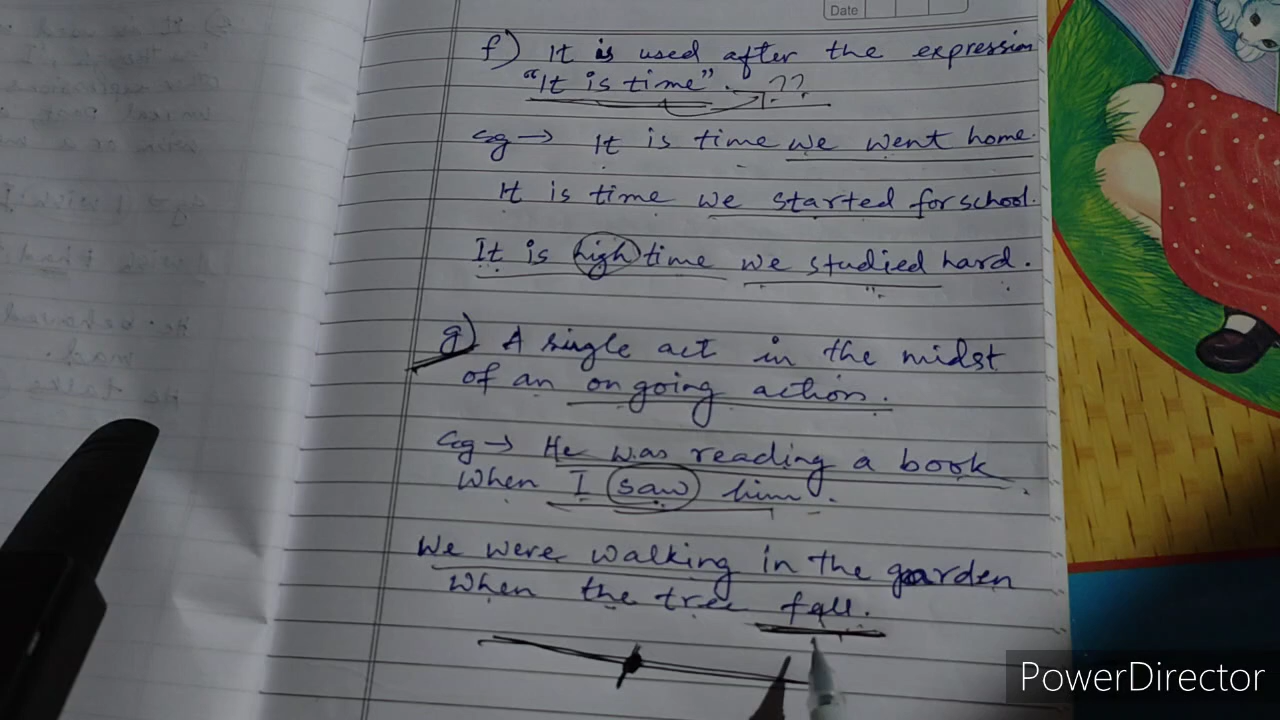 Date
f) It is used after the expression
"It is time". ??
eg → It is time we went home.
It is time we started for school.
It is high time we studied hard.
g) A single act in the midst
of an on going action.
eg → He was reading a book
when I saw him.
We were walking in the garden
when the tree fell.
PowerDirector